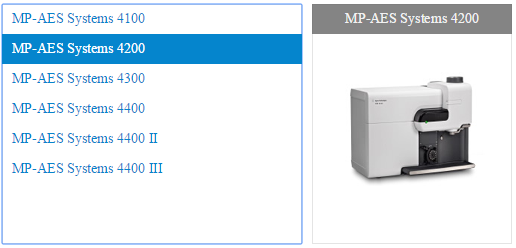 MP-AES Systems 4100
MP-AES Systems 4200
MP-AES Systems 4300
MP-AES Systems 4400
MP-AES Systems 4400 II
MP-AES Systems 4400 III
MP-AES Systems 4200